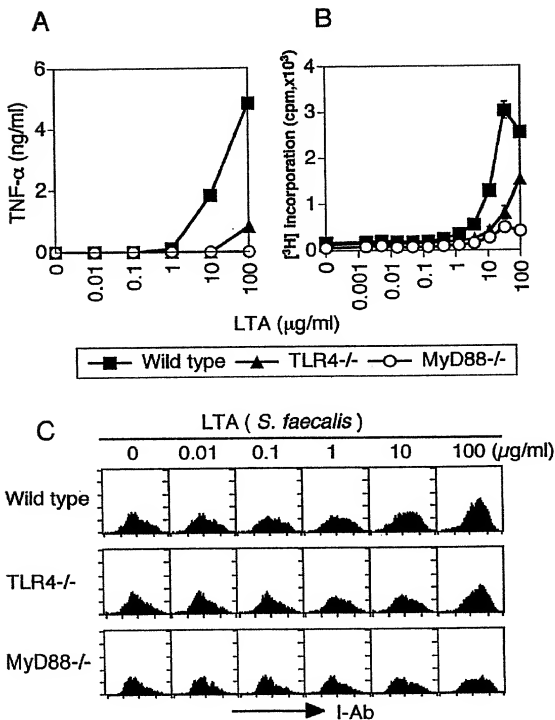 A
TNF-α (ng/ml)
6
4
2
0
0 0.01 0.1 1 10 100
B
[³H] Incorporation (cpm,x10³)
4
3
2
1
0
0 0.001 0.01 0.1 1 10 100
LTA (μg/ml)
Wild type TLR4-/- MyD88-/-
C
LTA ( S. faecalis )
0 0.01 0.1 1 10 100 (μg/ml)
Wild type
TLR4-/-
MyD88-/-
I-Ab